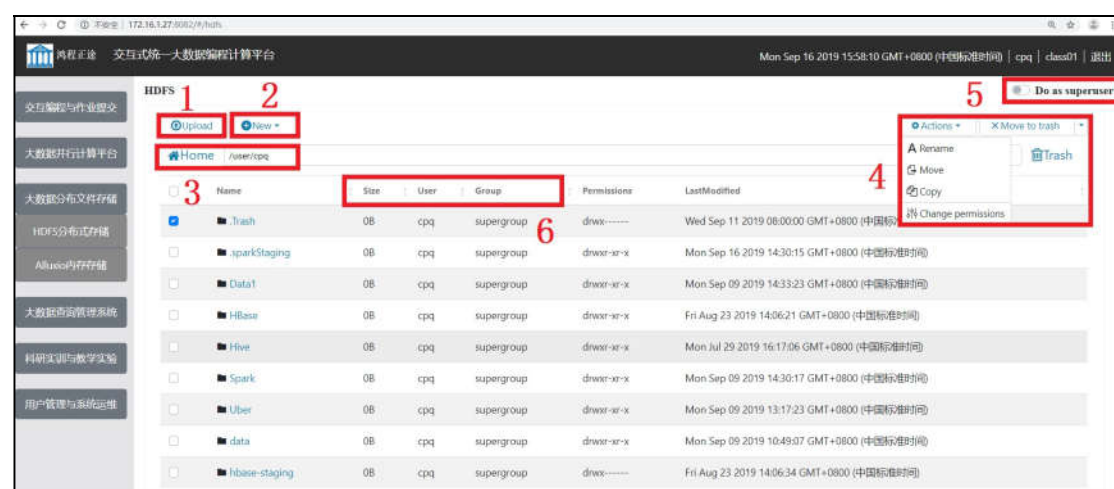 不安全 | 172.16.1.27:8002/#/hdfs
鸿程正途 交互式统一大数据编程计算平台 Mon Sep 16 2019 15:58:10 GMT+0800 (中国标准时间) | cpq | class01 | 退出
交互编程与作业提交
大数据并行计算平台
大数据分布文件存储
HDFS分布式存储
Alluxio内存存储
大数据查询管理系统
科研实训与教学实验
用户管理与系统运维
HDFS 1 2 5 Do as superuser
Upload New Actions Move to trash
Home /user/cpq Trash
Rename
Move
Copy
Change permissions
3 4 6
Name Size User Group Permissions LastModified
.Trash 0B cpq supergroup drwx------ Wed Sep 11 2019 08:00:00 GMT+0800 (中国标
.sparkStaging 0B cpq supergroup drwxr-xr-x Mon Sep 16 2019 14:30:15 GMT+0800 (中国标准时间)
Data1 0B cpq supergroup drwxr-xr-x Mon Sep 09 2019 14:33:23 GMT+0800 (中国标准时间)
HBase 0B cpq supergroup drwxr-xr-x Fri Aug 23 2019 14:06:21 GMT+0800 (中国标准时间)
Hive 0B cpq supergroup drwxr-xr-x Mon Jul 29 2019 16:17:06 GMT+0800 (中国标准时间)
Spark 0B cpq supergroup drwxr-xr-x Mon Sep 09 2019 14:30:17 GMT+0800 (中国标准时间)
Uber 0B cpq supergroup drwxr-xr-x Mon Sep 09 2019 13:17:23 GMT+0800 (中国标准时间)
data 0B cpq supergroup drwxr-xr-x Mon Sep 09 2019 10:49:07 GMT+0800 (中国标准时间)
hbase-staging 0B cpq supergroup drwx------ Fri Aug 23 2019 14:06:34 GMT+0800 (中国标准时间)